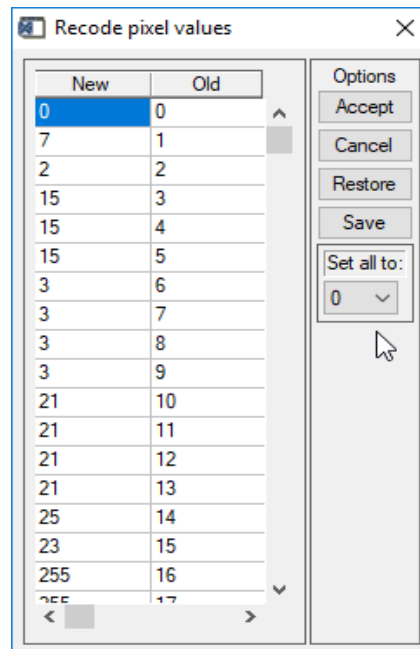 Recode pixel values
New Old
0 0
7 1
2 2
15 3
15 4
15 5
3 6
3 7
3 8
3 9
21 10
21 11
21 12
21 13
25 14
23 15
255 16
255 17
Options
Accept
Cancel
Restore
Save
Set all to:
0